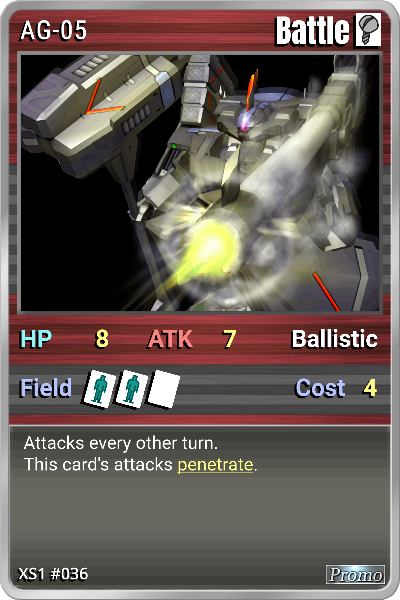 AG-05 Battle
HP 8 ATK 7 Ballistic
Field Cost 4
Attacks every other turn.
This card's attacks penetrate.
XS1 #036 Promo